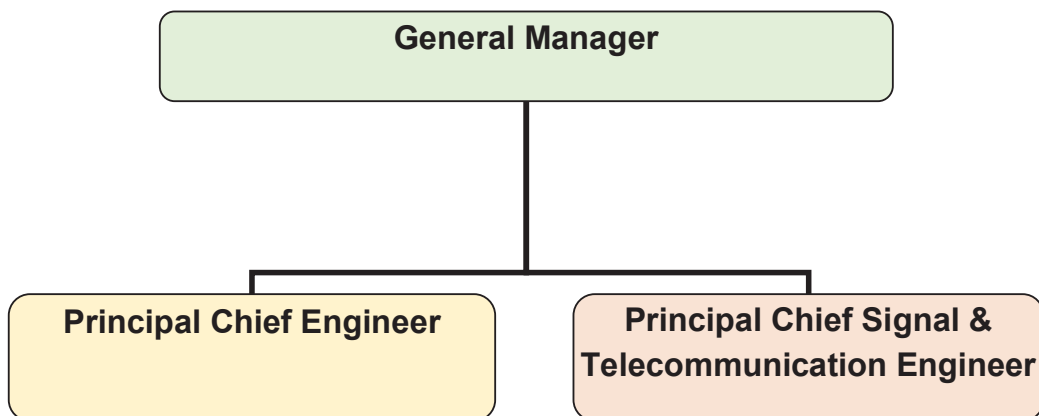 General Manager
Principal Chief Engineer
Principal Chief Signal &
Telecommunication Engineer